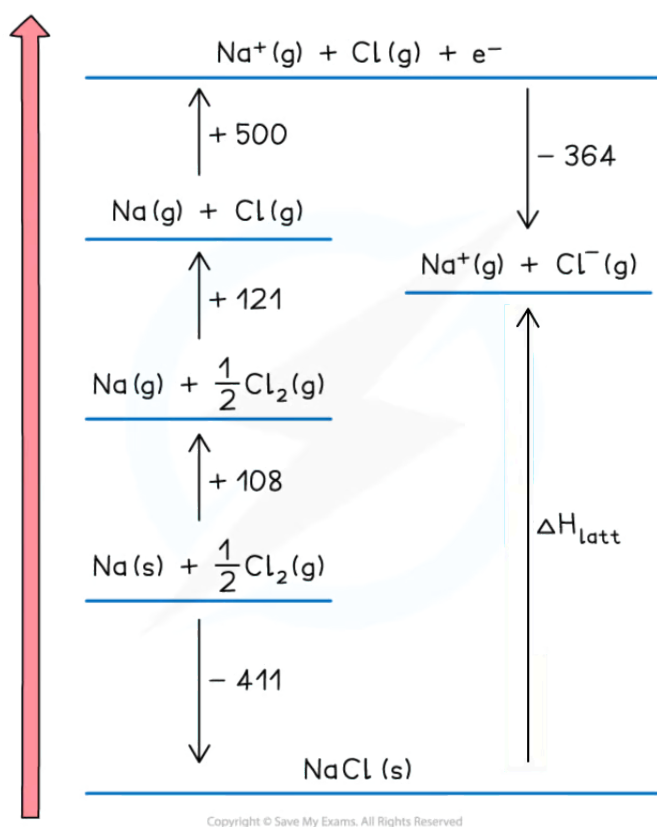 Na⁺(g) + Cl(g) + e⁻
+ 500
− 364
Na(g) + Cl(g)
Na⁺(g) + Cl⁻(g)
+ 121
Na(g) + 1/2Cl₂(g)
+ 108
△H latt
Na(s) + 1/2Cl₂(g)
− 411
NaCl(s)
Copyright © Save My Exams. All Rights Reserved